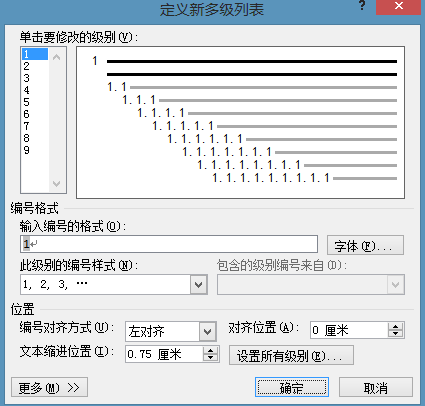 定义新多级列表
? ×
单击要修改的级别(V):
1
2
3
4
5
6
7
8
9
1
1.1
1.1.1
1.1.1.1
1.1.1.1.1
1.1.1.1.1.1
1.1.1.1.1.1.1
1.1.1.1.1.1.1.1
1.1.1.1.1.1.1.1.1
编号格式
输入编号的格式(O):
1↵
字体(F)...
此级别的编号样式(N):
包含的级别编号来自(D):
1, 2, 3, …
位置
编号对齐方式(U):
左对齐
对齐位置(A):
0 厘米
文本缩进位置(I):
0.75 厘米
设置所有级别(E)...
更多(M) >>
确定
取消